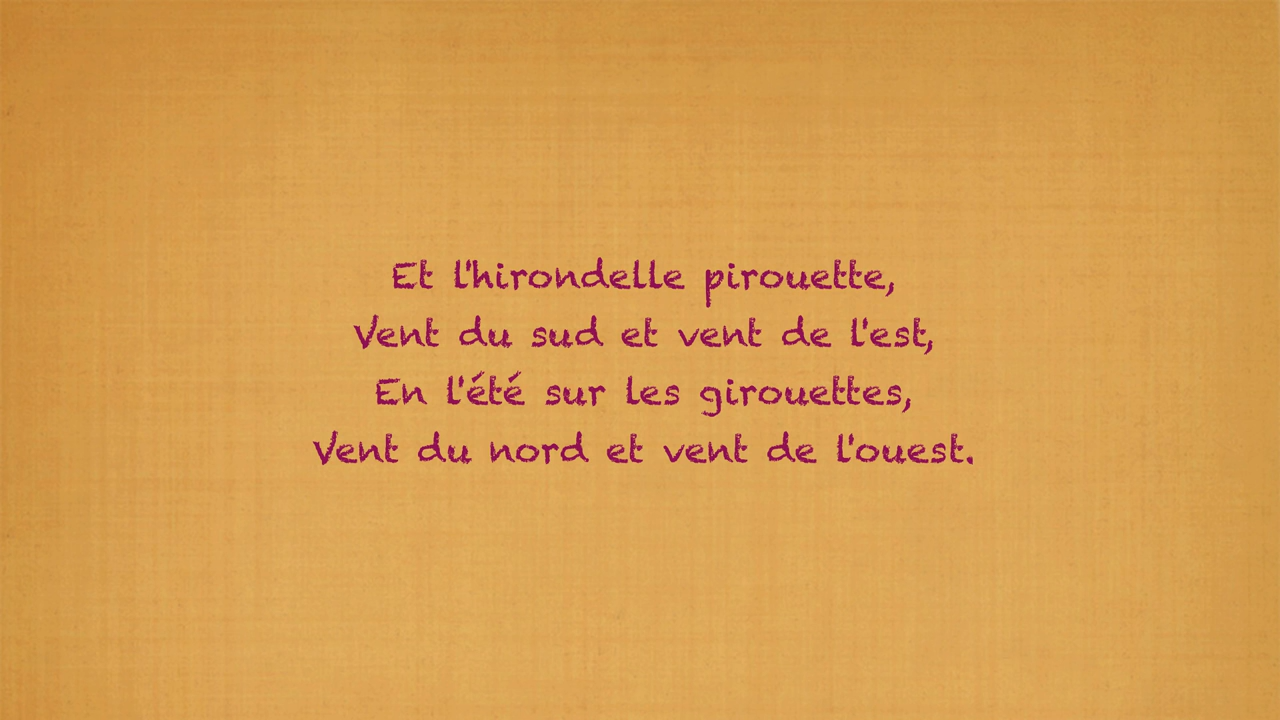 Et l'hirondelle pirouette,
Vent du sud et vent de l'est,
En l'été sur les girouettes,
Vent du nord et vent de l'ouest.